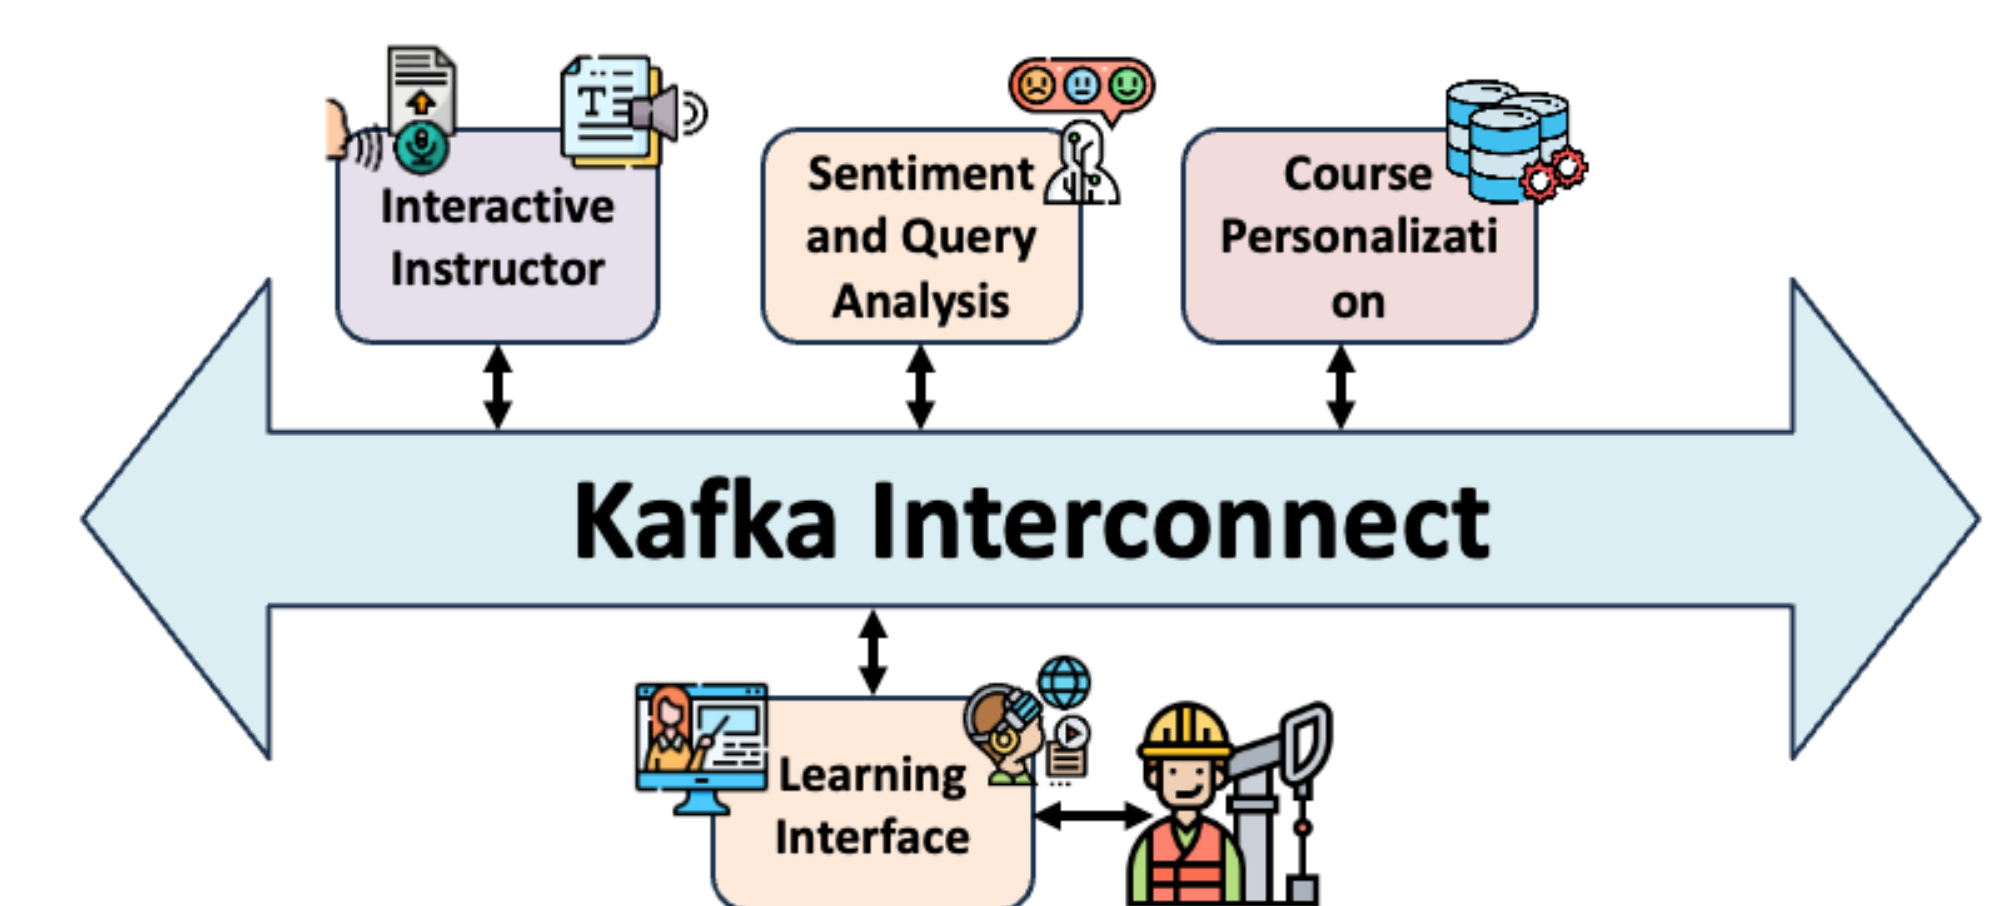 Interactive
Instructor
Sentiment
and Query
Analysis
Course
Personalizati
on
Kafka Interconnect
Learning
Interface
T